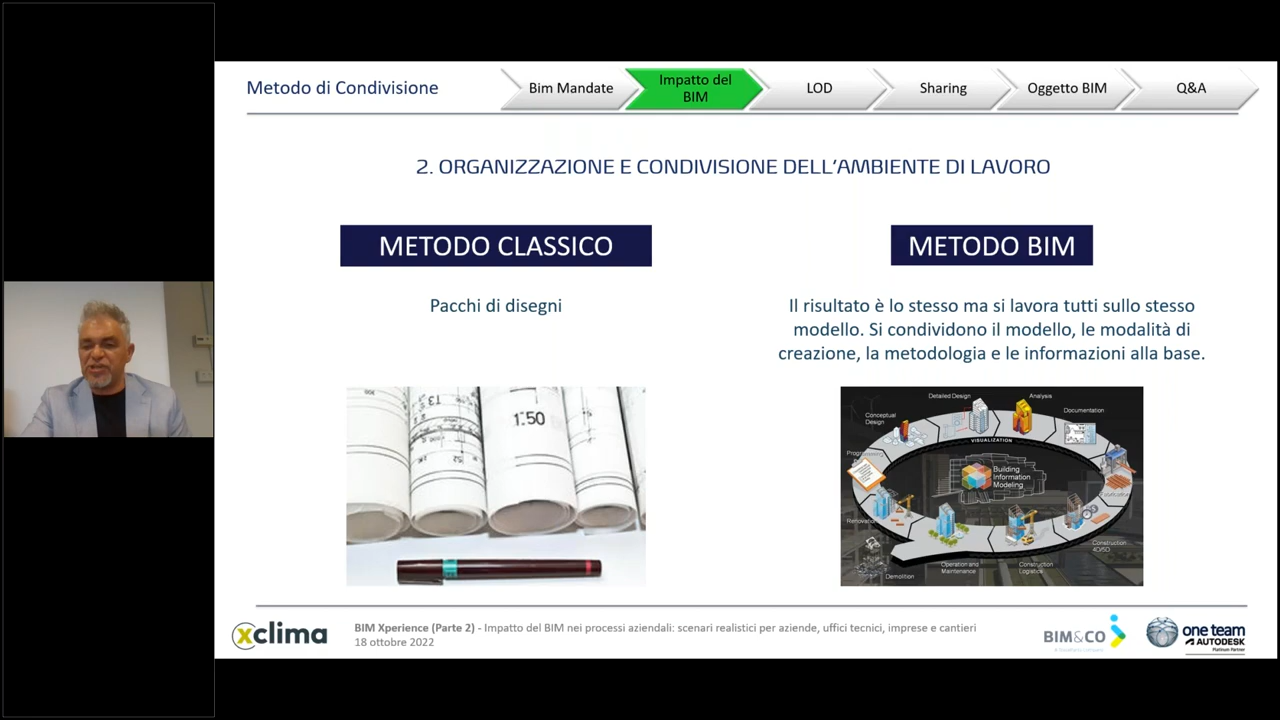 Metodo di Condivisione
Bim Mandate
Impatto del
BIM
LOD
Sharing
Oggetto BIM
Q&A
2. ORGANIZZAZIONE E CONDIVISIONE DELL'AMBIENTE DI LAVORO
METODO CLASSICO
METODO BIM
Pacchi di disegni
Il risultato è lo stesso ma si lavora tutti sullo stesso
modello. Si condividono il modello, le modalità di
creazione, la metodologia e le informazioni alla base.
13
1:50
Detailed Design
Analysis
Conceptual
Design
Documentation
VISUALIZATION
Programming
Building
Information
Modeling
Fabrication
Renovation
Construction
4D/5D
Operation and
Maintenance
Construction
Logistics
Demolition
xclima
BIM Xperience (Parte 2) - Impatto del BIM nei processi aziendali: scenari realistici per aziende, uffici tecnici, imprese e cantieri
18 ottobre 2022
BIM&CO
one team
AUTODESK
Platinum Partner